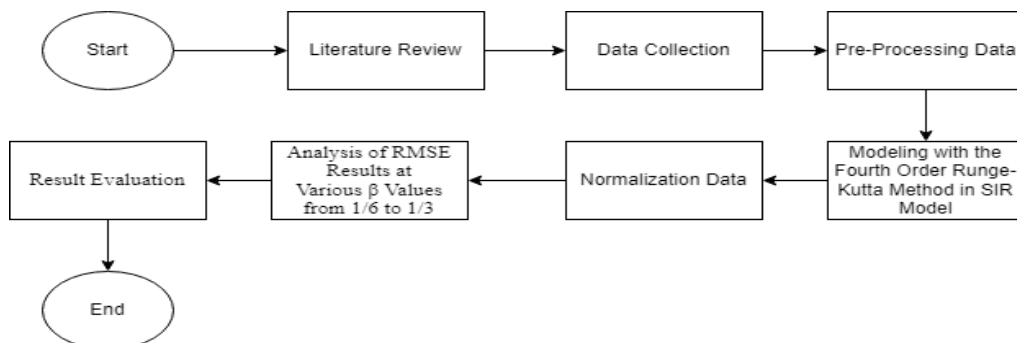 Start
Literature Review
Data Collection
Pre-Processing Data
Modeling with the
Fourth Order Runge-
Kutta Method in SIR
Model
Normalization Data
Analysis of RMSE
Results at
Various β Values
from 1/6 to 1/3
Result Evaluation
End